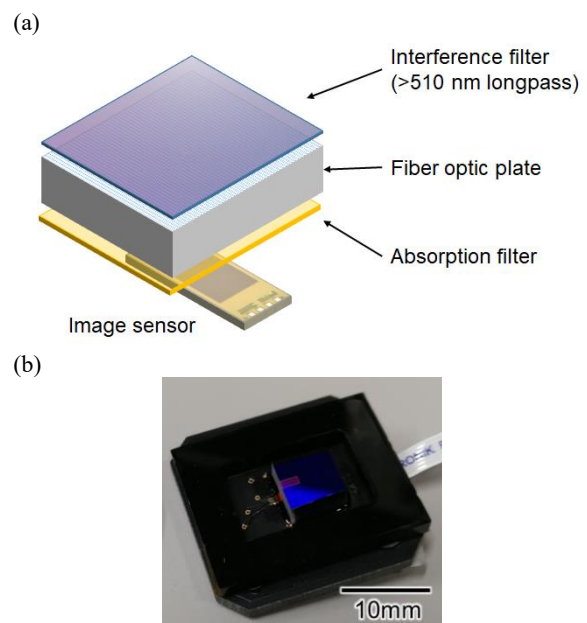 (a)
Interference filter
(>510 nm longpass)
Fiber optic plate
Absorption filter
Image sensor
(b)
10mm